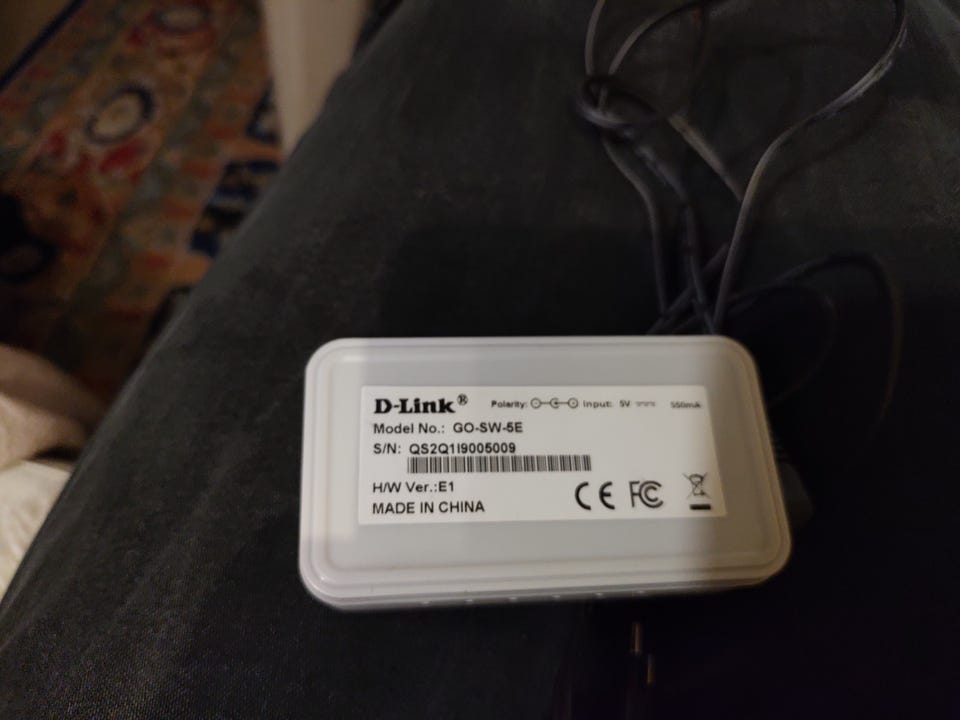 D-Link® Polarity: Input: 5V 550mA
Model No.: GO-SW-5E
S/N: QS2Q1I9005009
H/W Ver.:E1
MADE IN CHINA
CE FC